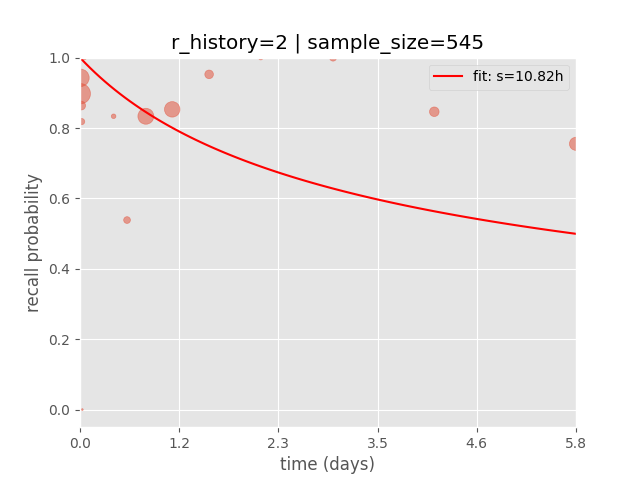 r_history=2 | sample_size=545
fit: s=10.82h
recall probability
1.0
0.8
0.6
0.4
0.2
0.0
0.0 1.2 2.3 3.5 4.6 5.8
time (days)